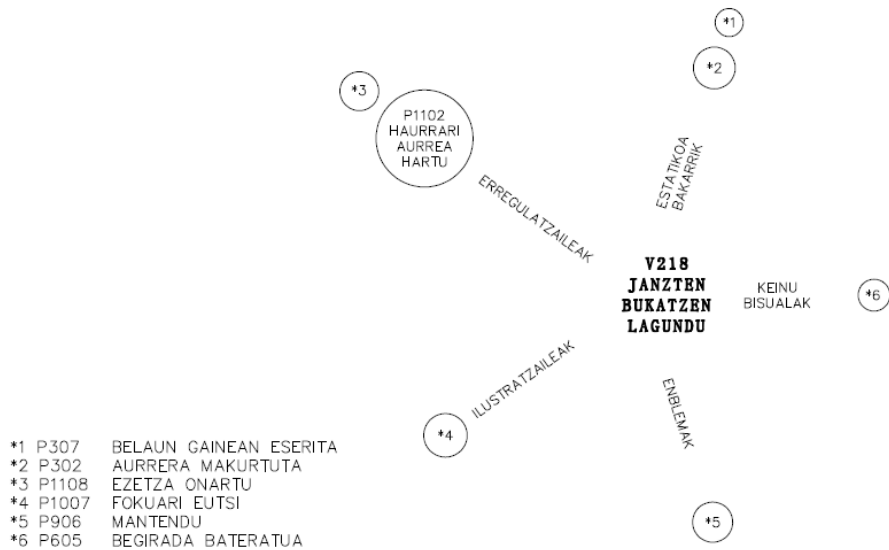 *1
*2
*3
P1102
HAURRARI
AURREA
HARTU
ESTATIKOA
BAKARRIK
ERREGULATZAILEAK
V218
JANZTEN
BUKATZEN
LAGUNDU
KEINU
BISUALAK
*6
ILUSTRATZAILEAK
ENBLEMAK
*4
*5
*1 P307 BELAUN GAINEAN ESERITA
*2 P302 AURRERA MAKURTUTA
*3 P1108 EZETZA ONARTU
*4 P1007 FOKUARI EUTSI
*5 P906 MANTENDU
*6 P605 BEGIRADA BATERATUA